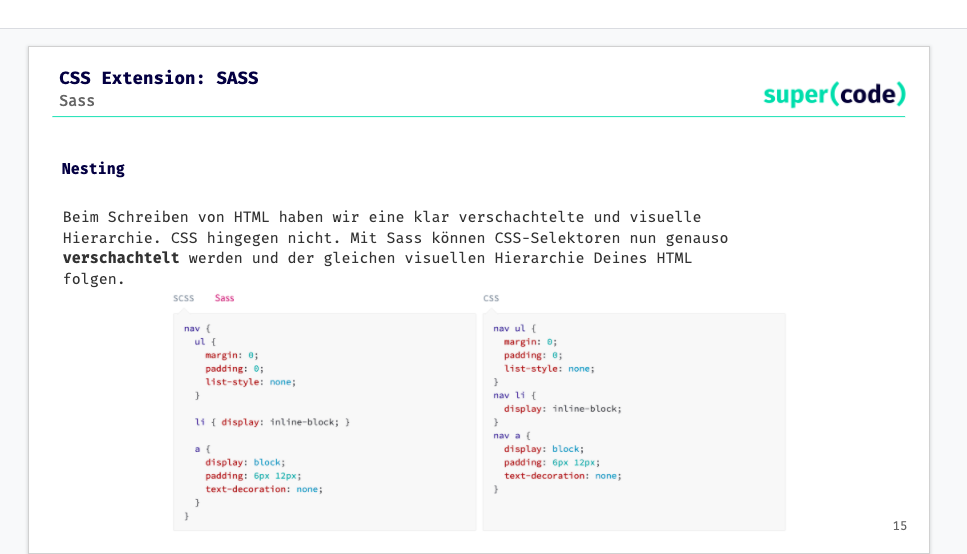 CSS Extension: SASS
Sass
super(code)
Nesting
Beim Schreiben von HTML haben wir eine klar verschachtelte und visuelle
Hierarchie. CSS hingegen nicht. Mit Sass können CSS-Selektoren nun genauso
verschachtelt werden und der gleichen visuellen Hierarchie Deines HTML
folgen.
SCSS Sass
nav {
  ul {
    margin: 0;
    padding: 0;
    list-style: none;
  }

  li { display: inline-block; }

  a {
    display: block;
    padding: 6px 12px;
    text-decoration: none;
  }
}
CSS
nav ul {
  margin: 0;
  padding: 0;
  list-style: none;
}
nav li {
  display: inline-block;
}
nav a {
  display: block;
  padding: 6px 12px;
  text-decoration: none;
}
15